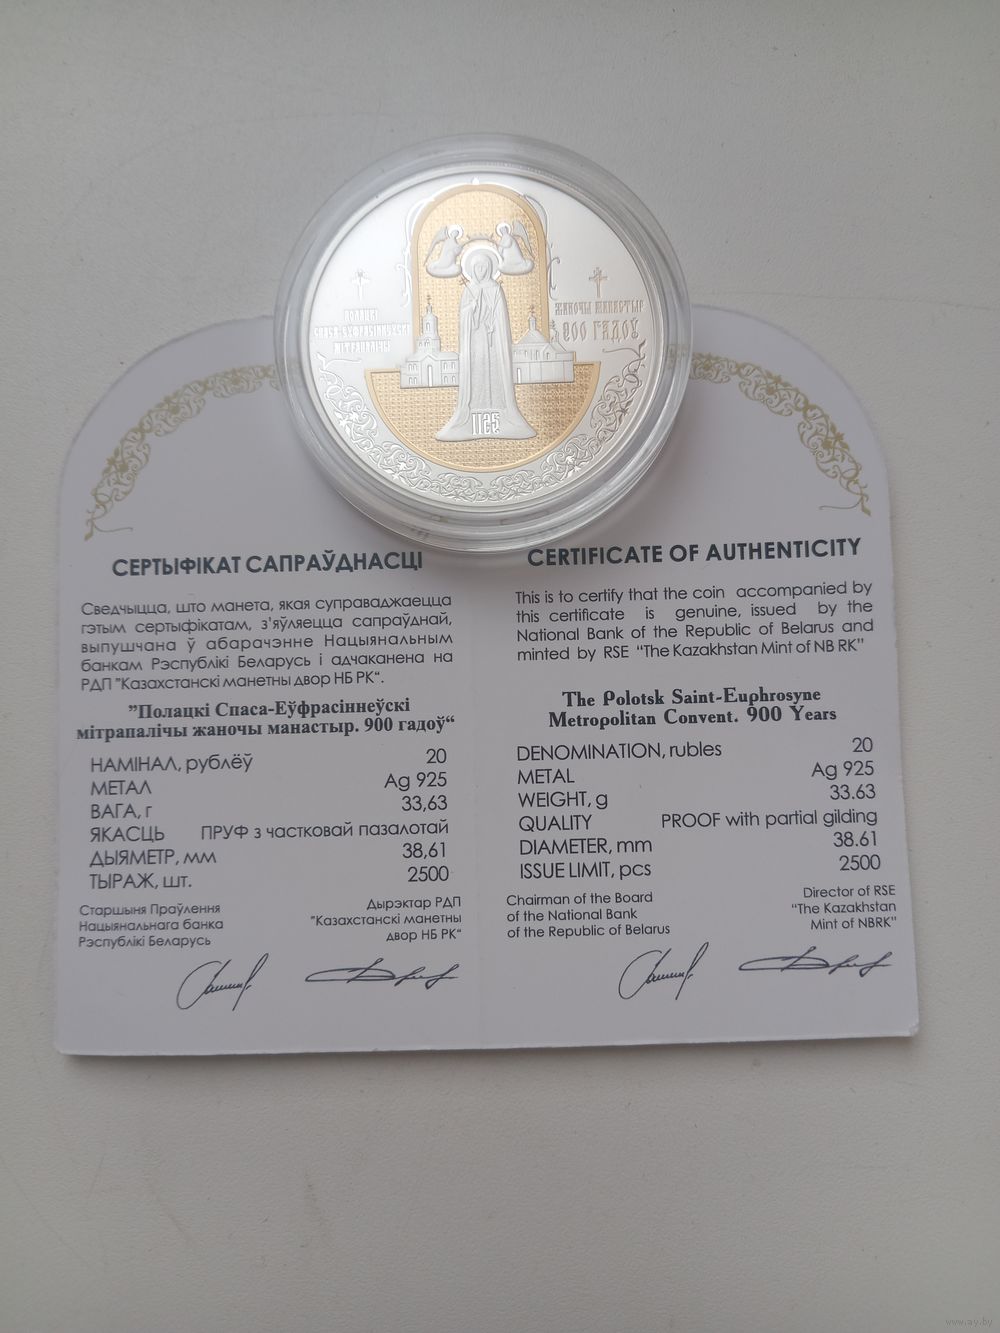 ПОЛАЦКІ
СПАСА-ЕЎФРАСІННЕЎСКІ
МІТРАПАЛІЧЫ
ЖАНОЧЫ МАНАСТЫР
900 ГАДОЎ
1125
СЕРТЫФІКАТ САПРАЎДНАСЦІ
Сведчыцца, што манета, якая суправаджаецца
гэтым сертыфікатам, з'яўляецца сапраўднай,
выпушчана ў абарачэнне Нацыянальным
банкам Рэспублікі Беларусь і адчаканена на
РДП "Казахстанскі манетны двор НБ РК".
"Полацкі Спаса-Еўфрасіннеўскі
мітрапалічы жаночы манастыр. 900 гадоў"
НАМІНАЛ, рублёў 20
МЕТАЛ Ag 925
ВАГА, г 33,63
ЯКАСЦЬ ПРУФ з частковай пазалотай
ДЫЯМЕТР, мм 38,61
ТЫРАЖ, шт. 2500
Старшыня Праўлення
Нацыянальнага банка
Рэспублікі Беларусь
Дырэктар РДП
"Казахстанскі манетны
двор НБ РК"
CERTIFICATE OF AUTHENTICITY
This is to certify that the coin accompanied by
this certificate is genuine, issued by the
National Bank of the Republic of Belarus and
minted by RSE "The Kazakhstan Mint of NB RK"
The Polotsk Saint-Euphrosyne
Metropolitan Convent. 900 Years
DENOMINATION, rubles 20
METAL Ag 925
WEIGHT, g 33.63
QUALITY PROOF with partial gilding
DIAMETER, mm 38.61
ISSUE LIMIT, pcs 2500
Chairman of the Board
of the National Bank
of the Republic of Belarus
Director of RSE
"The Kazakhstan
Mint of NBRK"
www.ay.by